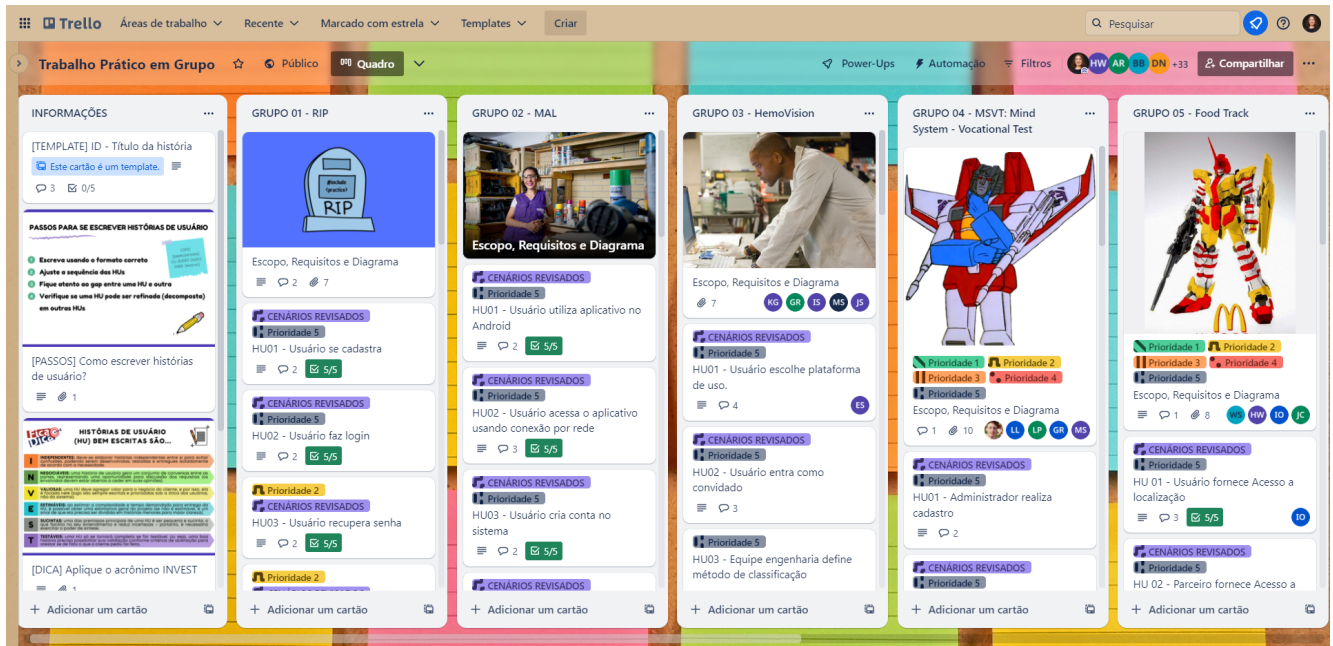 Trello
Áreas de trabalho
Recente
Marcado com estrela
Templates
Criar
Pesquisar
Trabalho Prático em Grupo
Público
Quadro
Power-Ups
Automação
Filtros
HW
AR
BB
DN
+33
Compartilhar
INFORMAÇÕES
[TEMPLATE] ID - Título da história
Este cartão é um template.
3
0/5
PASSOS PARA SE ESCREVER HISTÓRIAS DE USUÁRIO
Escreva usando o formato correto
Ajuste a sequência das HUs
Fique atento ao gap entre uma HU e outra
Verifique se uma HU pode ser refinada (decomposta)
em outras HUs
[PASSOS] Como escrever histórias
de usuário?
1
FICA A DICA
HISTÓRIAS DE USUÁRIO
(HU) BEM ESCRITAS SÃO...
I
N
V
E
S
T
[DICA] Aplique o acrônimo INVEST
1
Adicionar um cartão
GRUPO 01 - RIP
#include
RIP
Escopo, Requisitos e Diagrama
2
7
CENÁRIOS REVISADOS
Prioridade 5
HU01 - Usuário se cadastra
2
5/5
CENÁRIOS REVISADOS
Prioridade 5
HU02 - Usuário faz login
2
5/5
Prioridade 2
CENÁRIOS REVISADOS
HU03 - Usuário recupera senha
2
5/5
Prioridade 2
Adicionar um cartão
GRUPO 02 - MAL
Escopo, Requisitos e Diagrama
CENÁRIOS REVISADOS
Prioridade 5
HU01 - Usuário utiliza aplicativo no
Android
2
5/5
CENÁRIOS REVISADOS
Prioridade 5
HU02 - Usuário acessa o aplicativo
usando conexão por rede
3
5/5
CENÁRIOS REVISADOS
Prioridade 5
HU03 - Usuário cria conta no
sistema
2
5/5
CENÁRIOS REVISADOS
Adicionar um cartão
GRUPO 03 - HemoVision
Escopo, Requisitos e Diagrama
7
KG
GR
IS
MS
JS
CENÁRIOS REVISADOS
Prioridade 5
HU01 - Usuário escolhe plataforma
de uso.
4
ES
CENÁRIOS REVISADOS
Prioridade 5
HU02 - Usuário entra como
convidado
3
Prioridade 5
HU03 - Equipe engenharia define
método de classificação
Adicionar um cartão
GRUPO 04 - MSVT: Mind
System - Vocational Test
Prioridade 1
Prioridade 2
Prioridade 3
Prioridade 4
Prioridade 5
Escopo, Requisitos e Diagrama
1
10
LL
LP
GR
MS
CENÁRIOS REVISADOS
Prioridade 5
HU01 - Administrador realiza
cadastro
2
CENÁRIOS REVISADOS
Prioridade 5
Adicionar um cartão
GRUPO 05 - Food Track
Prioridade 1
Prioridade 2
Prioridade 3
Prioridade 4
Prioridade 5
Escopo, Requisitos e Diagrama
1
8
WS
HW
IO
JC
CENÁRIOS REVISADOS
Prioridade 5
HU 01 - Usuário fornece Acesso a
localização
3
5/5
IO
CENÁRIOS REVISADOS
Prioridade 5
HU 02 - Parceiro fornece Acesso a
Adicionar um cartão